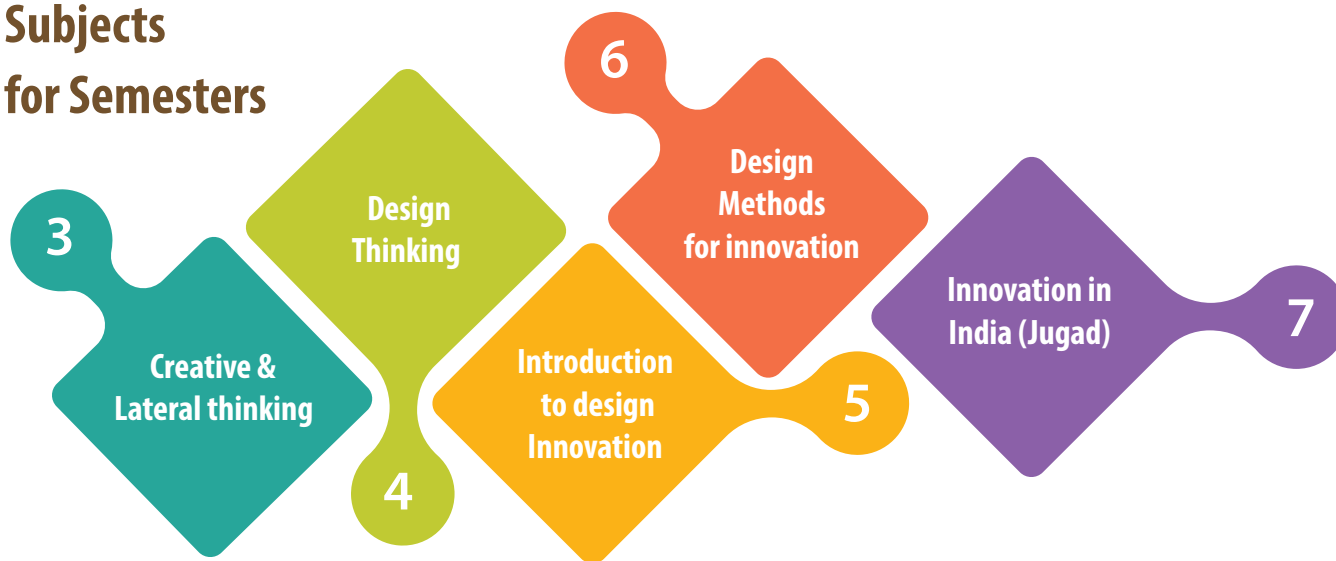 Subjects
for Semesters
3
Creative &
Lateral thinking
Design
Thinking
4
Introduction
to design
Innovation
5
6
Design
Methods
for innovation
Innovation in
India (Jugad)
7